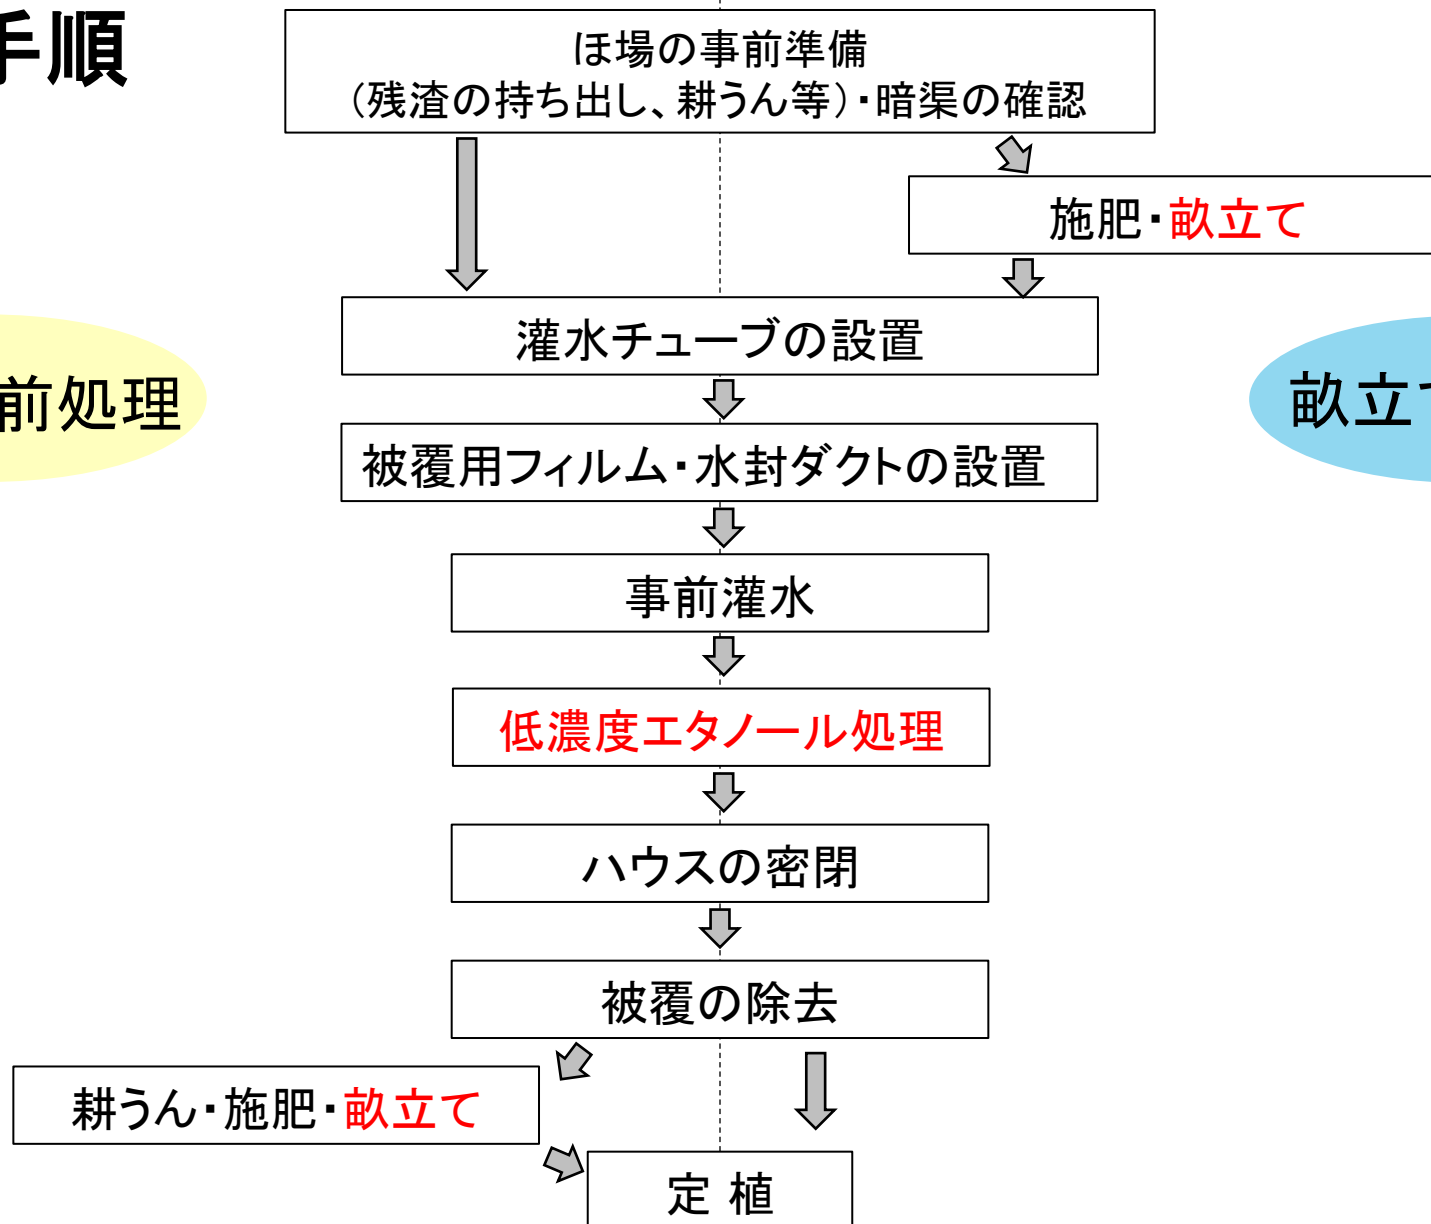 手順
ほ場の事前準備
（残渣の持ち出し、耕うん等）・暗渠の確認
施肥・畝立て
灌水チューブの設置
前処理
畝立て
被覆用フィルム・水封ダクトの設置
事前灌水
低濃度エタノール処理
ハウスの密閉
被覆の除去
耕うん・施肥・畝立て
定 植